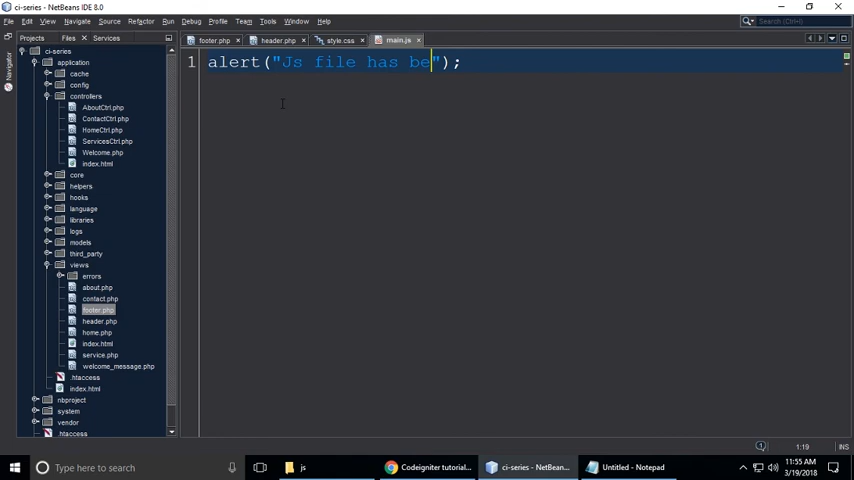 ci-series - NetBeans IDE 8.0
File Edit View Navigate Source Refactor Run Debug Profile Team Tools Window Help
Search (Ctrl+I)
Projects Files Services
footer.php header.php style.css main.js
Navigator
1 alert("Js file has be");
ci-series
application
cache
config
controllers
AboutCtrl.php
ContactCtrl.php
HomeCtrl.php
ServicesCtrl.php
Welcome.php
index.html
core
helpers
hooks
language
libraries
logs
models
third_party
views
errors
about.php
contact.php
footer.php
header.php
home.php
index.html
service.php
welcome_message.php
.htaccess
index.html
nbproject
system
vendor
.htaccess
1:19 INS
Type here to search
js
Codeigniter tutorial...
ci-series - NetBean...
Untitled - Notepad
11:55 AM
3/19/2018